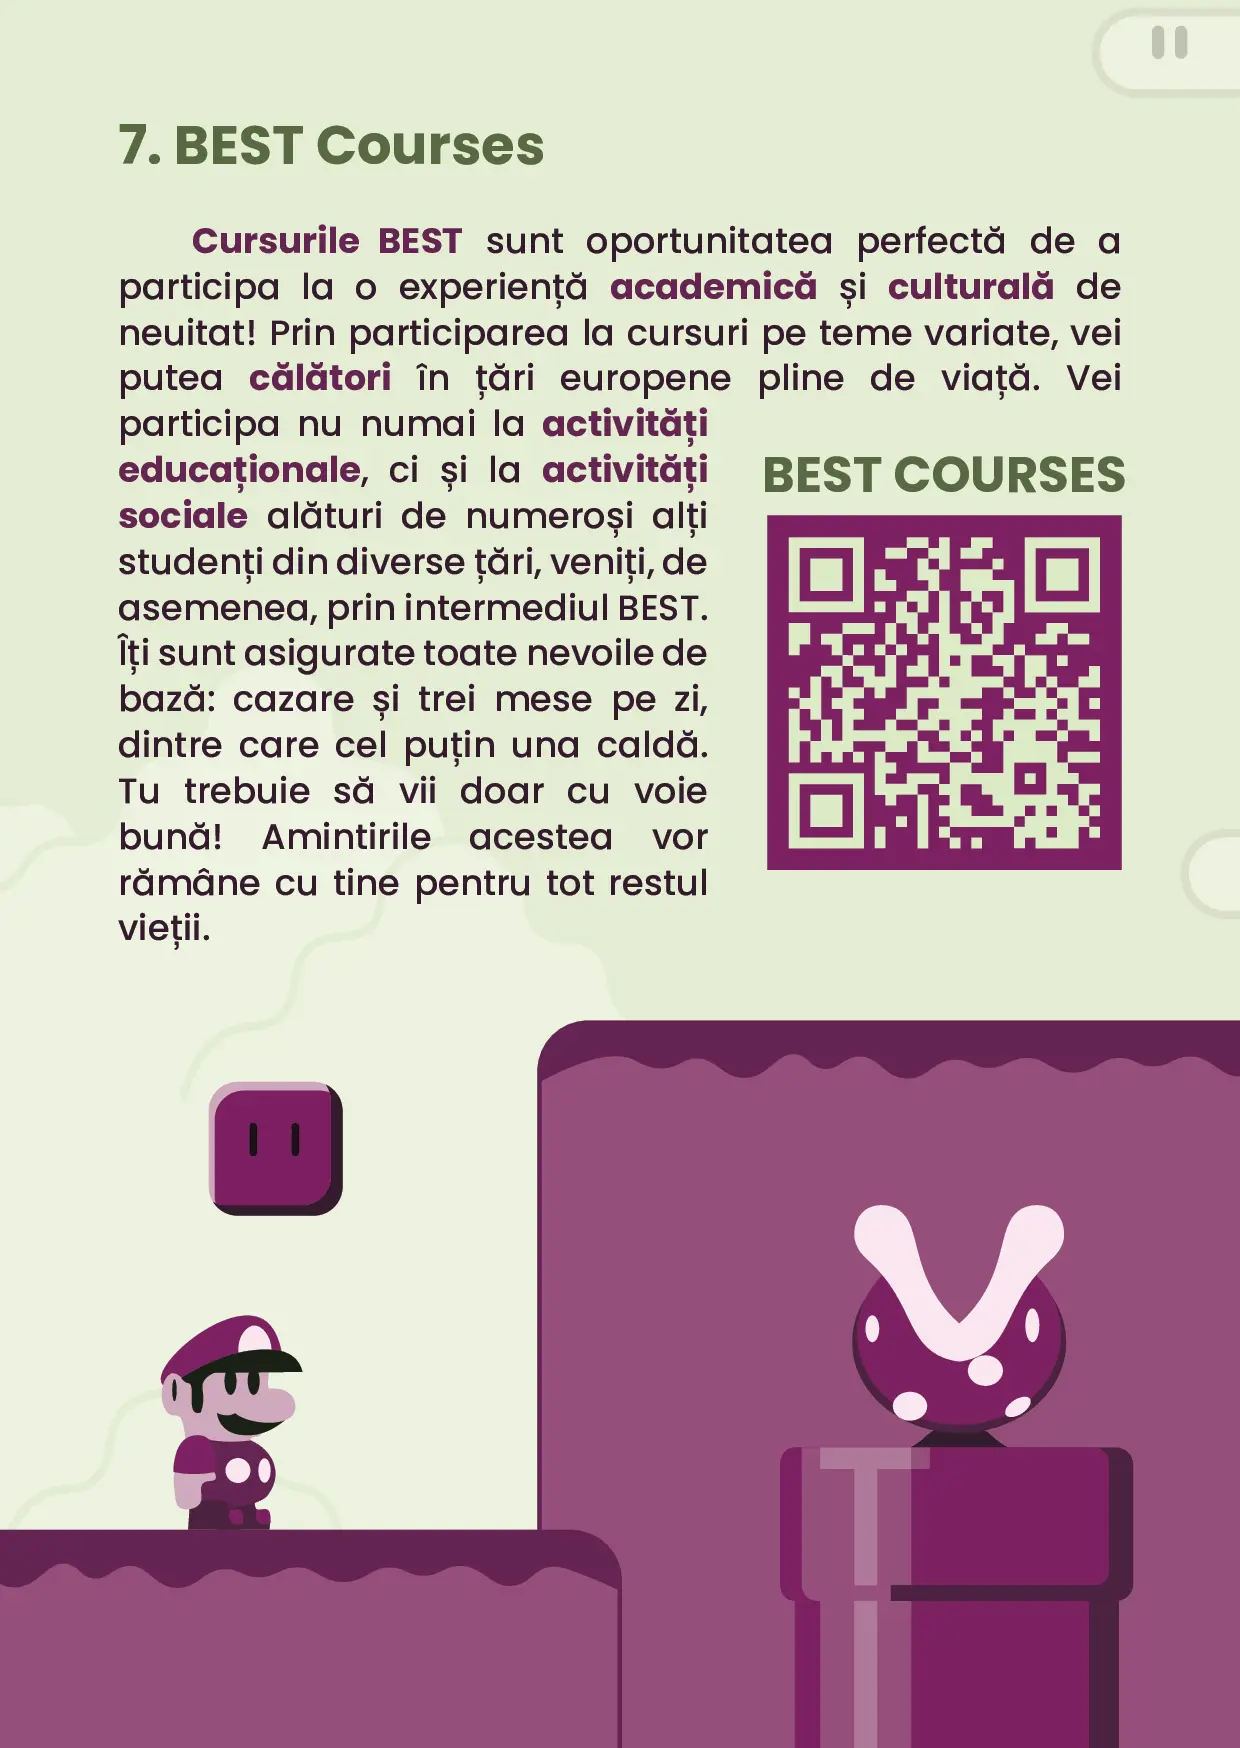 7. BEST Courses
Cursurile BEST sunt oportunitatea perfectă de a
participa la o experiență academică și culturală de
neuitat! Prin participarea la cursuri pe teme variate, vei
putea călători în țări europene pline de viață. Vei
participa nu numai la activități
educaționale, ci și la activități
sociale alături de numeroși alți
studenți din diverse țări, veniți, de
asemenea, prin intermediul BEST.
Îți sunt asigurate toate nevoile de
bază: cazare și trei mese pe zi,
dintre care cel puțin una caldă.
Tu trebuie să vii doar cu voie
bună! Amintirile acestea vor
rămâne cu tine pentru tot restul
vieții.
BEST COURSES